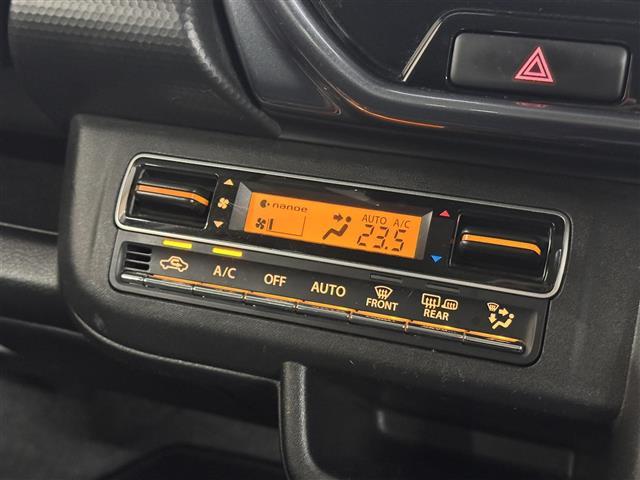 nanoe
AUTO A/C
23.5
A/C OFF AUTO FRONT REAR